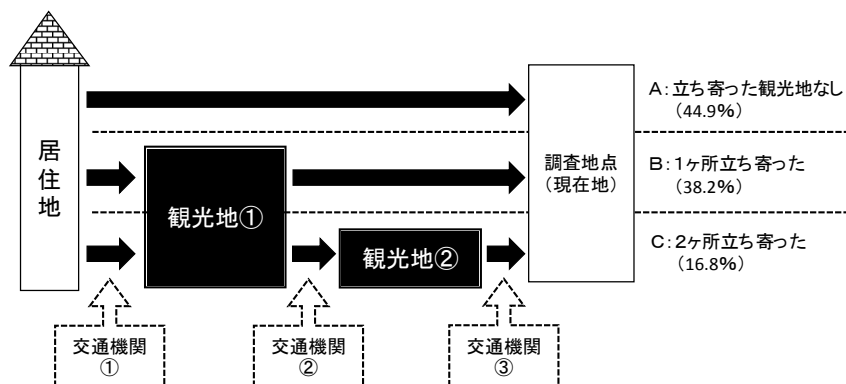 居住地
観光地①
観光地②
調査地点
(現在地)
A:立ち寄った観光地なし
(44.9%)
B:1ヶ所立ち寄った
(38.2%)
C:2ヶ所立ち寄った
(16.8%)
交通機関
①
交通機関
②
交通機関
③